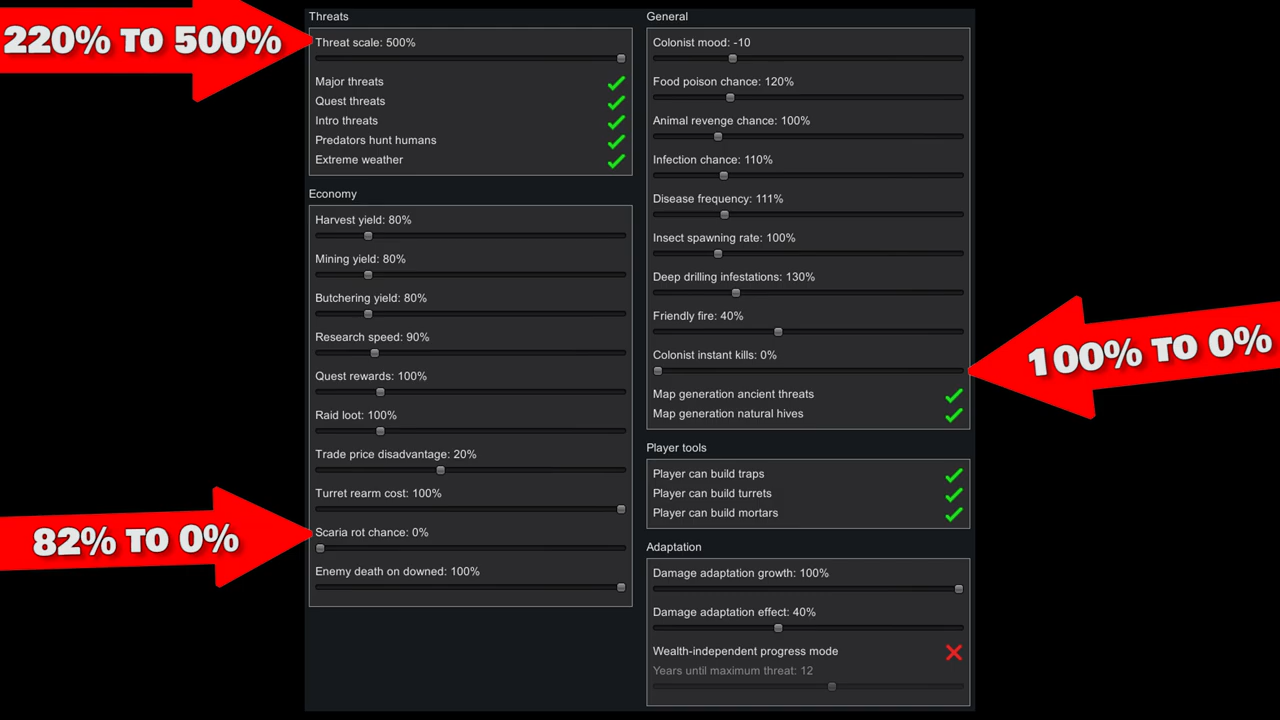 220% TO 500%
Threats
Threat scale: 500%
Major threats
Quest threats
Intro threats
Predators hunt humans
Extreme weather
Economy
Harvest yield: 80%
Mining yield: 80%
Butchering yield: 80%
Research speed: 90%
Quest rewards: 100%
Raid loot: 100%
Trade price disadvantage: 20%
Turret rearm cost: 100%
82% TO 0%
Scaria rot chance: 0%
Enemy death on downed: 100%
General
Colonist mood: -10
Food poison chance: 120%
Animal revenge chance: 100%
Infection chance: 110%
Disease frequency: 111%
Insect spawning rate: 100%
Deep drilling infestations: 130%
Friendly fire: 40%
Colonist instant kills: 0%
100% TO 0%
Map generation ancient threats
Map generation natural hives
Player tools
Player can build traps
Player can build turrets
Player can build mortars
Adaptation
Damage adaptation growth: 100%
Damage adaptation effect: 40%
Wealth-independent progress mode
Years until maximum threat: 12